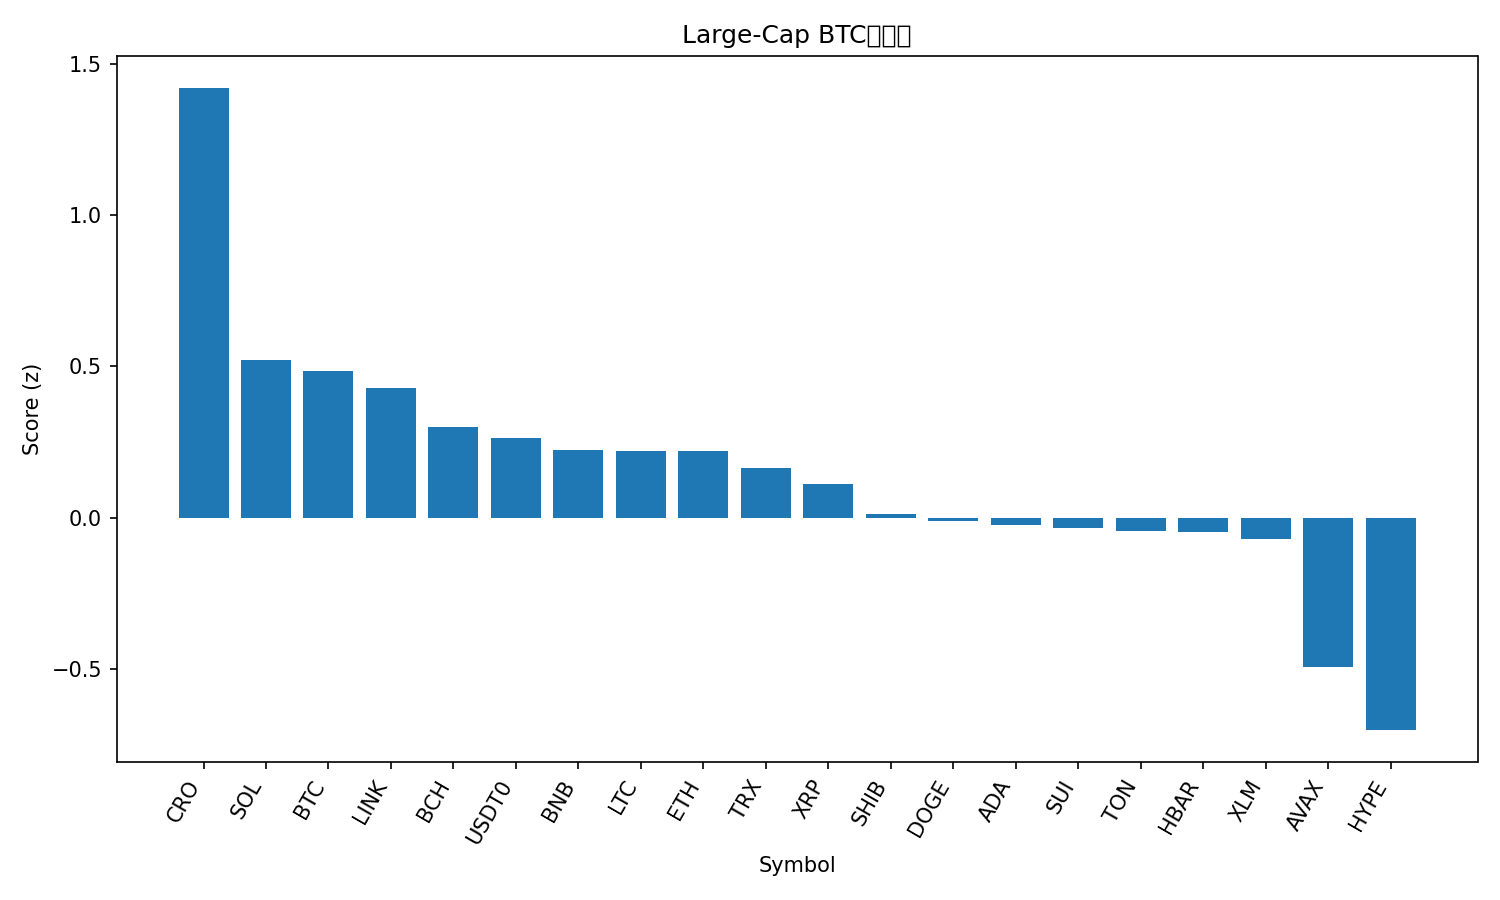 Large-Cap BTC
1.5
1.0
0.5
0.0
−0.5
Score (z)
CRO
SOL
BTC
LINK
BCH
USDT0
BNB
LTC
ETH
TRX
XRP
SHIB
DOGE
ADA
SUI
TON
HBAR
XLM
AVAX
HYPE
Symbol